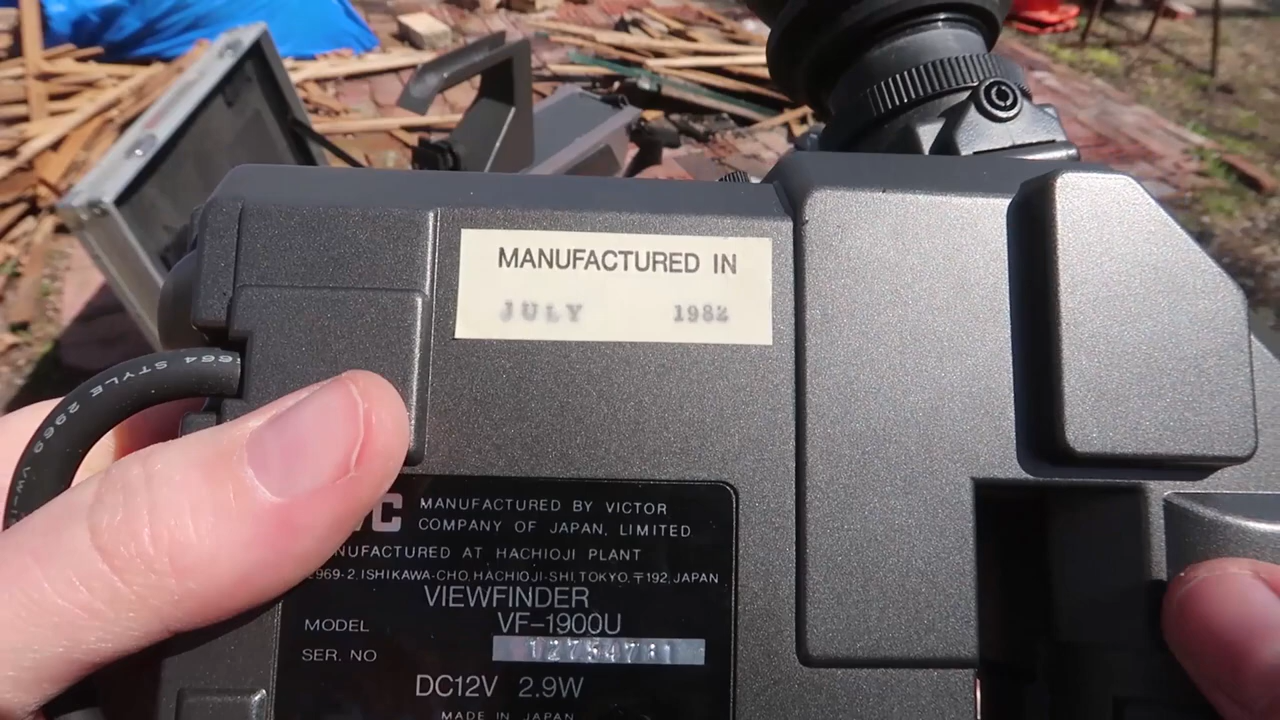 MANUFACTURED IN
JULY 1982
STYLE 2960 VW-
VC MANUFACTURED BY VICTOR
COMPANY OF JAPAN, LIMITED
NUFACTURED AT HACHIOJI PLANT
2969-2, ISHIKAWA-CHO, HACHIOJI-SHI, TOKYO, 〒192, JAPAN
VIEWFINDER
MODEL VF-1900U
SER. NO
DC12V 2.9W
MADE IN JAPAN